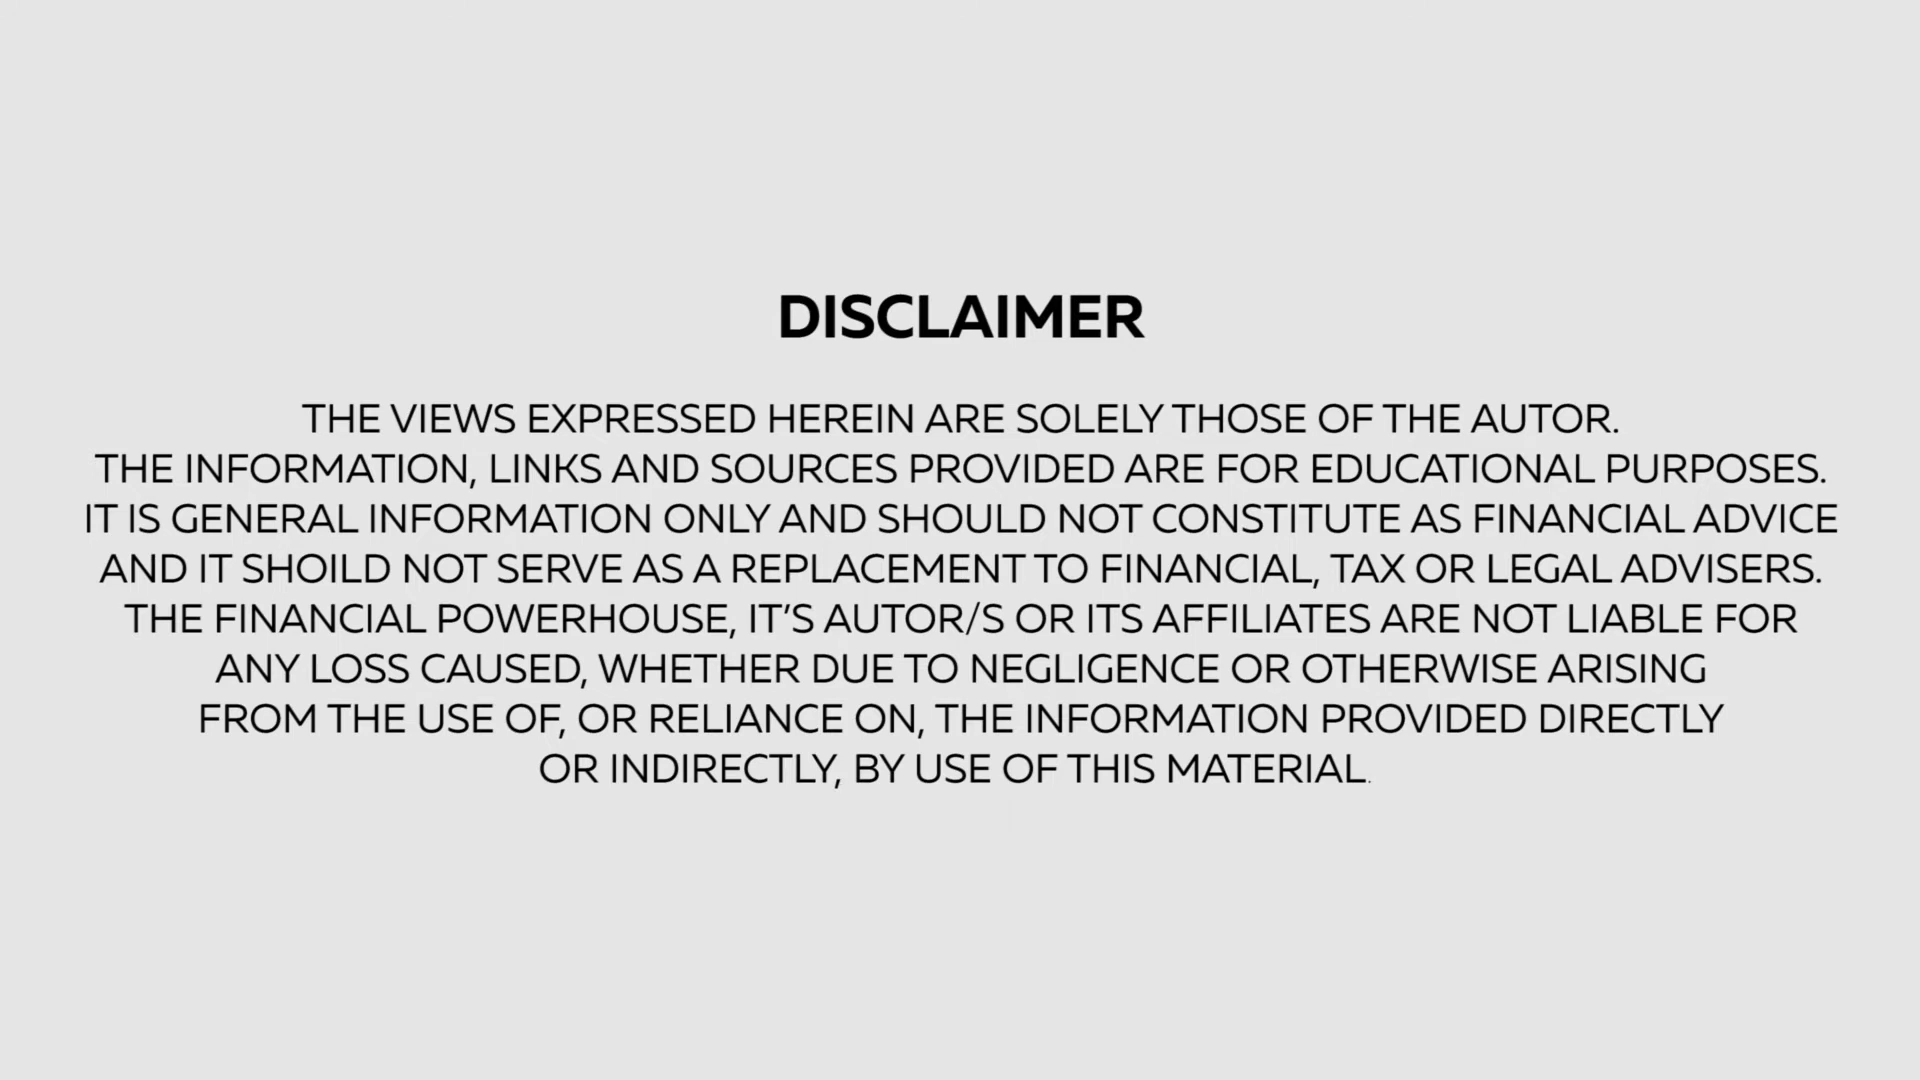 DISCLAIMER
THE VIEWS EXPRESSED HEREIN ARE SOLELY THOSE OF THE AUTOR.
THE INFORMATION, LINKS AND SOURCES PROVIDED ARE FOR EDUCATIONAL PURPOSES.
IT IS GENERAL INFORMATION ONLY AND SHOULD NOT CONSTITUTE AS FINANCIAL ADVICE
AND IT SHOILD NOT SERVE AS A REPLACEMENT TO FINANCIAL, TAX OR LEGAL ADVISERS.
THE FINANCIAL POWERHOUSE, IT’S AUTOR/S OR ITS AFFILIATES ARE NOT LIABLE FOR
ANY LOSS CAUSED, WHETHER DUE TO NEGLIGENCE OR OTHERWISE ARISING
FROM THE USE OF, OR RELIANCE ON, THE INFORMATION PROVIDED DIRECTLY
OR INDIRECTLY, BY USE OF THIS MATERIAL.